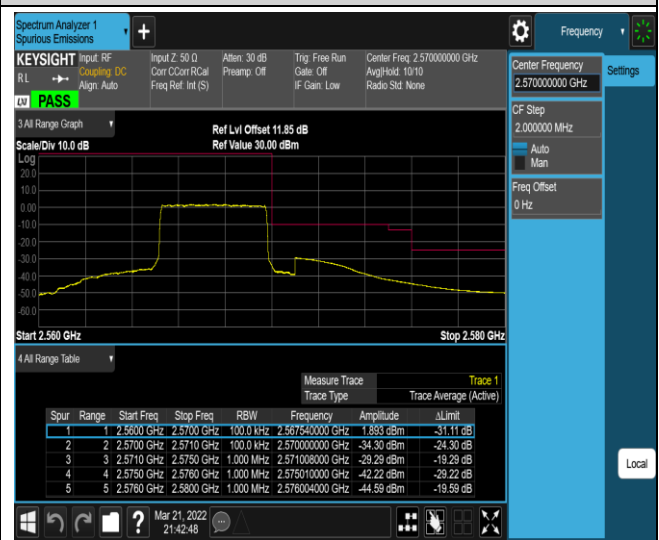 Spectrum Analyzer 1
Spurious Emissions
+
Frequency
KEYSIGHT Input: RF Input Z: 50 Ω Atten: 30 dB Trig: Free Run Center Freq: 2.570000000 GHz
RL Coupling: DC Corr CCorr RCal Preamp: Off Gate: Off Avg|Hold: 10/10
Align: Auto Freq Ref: Int (S) IF Gain: Low Radio Std: None
PASS
Center Frequency
2.570000000 GHz
Settings
CF Step
2.000000 MHz
Auto
Man
Freq Offset
0 Hz
3 All Range Graph
Ref Lvl Offset 11.85 dB
Scale/Div 10.0 dB Ref Value 30.00 dBm
Log
20.0
10.0
0.00
-10.0
-20.0
-30.0
-40.0
-50.0
-60.0
Start 2.560 GHz Stop 2.580 GHz
4 All Range Table
Measure Trace Trace 1
Trace Type Trace Average (Active)
Spur Range Start Freq Stop Freq RBW Frequency Amplitude ΔLimit
1 1 2.5600 GHz 2.5700 GHz 100.0 kHz 2.567540000 GHz 1.893 dBm -31.11 dB
2 2 2.5700 GHz 2.5710 GHz 100.0 kHz 2.570000000 GHz -34.30 dBm -24.30 dB
3 3 2.5710 GHz 2.5750 GHz 1.000 MHz 2.571008000 GHz -29.29 dBm -19.29 dB
4 4 2.5750 GHz 2.5760 GHz 1.000 MHz 2.575010000 GHz -42.22 dBm -29.22 dB
5 5 2.5760 GHz 2.5800 GHz 1.000 MHz 2.576004000 GHz -44.59 dBm -19.59 dB
Local
? Mar 21, 2022
21:42:48